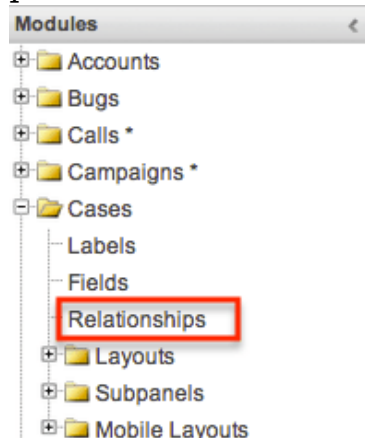 Modules
Accounts
Bugs
Calls *
Campaigns *
Cases
Labels
Fields
Relationships
Layouts
Subpanels
Mobile Layouts